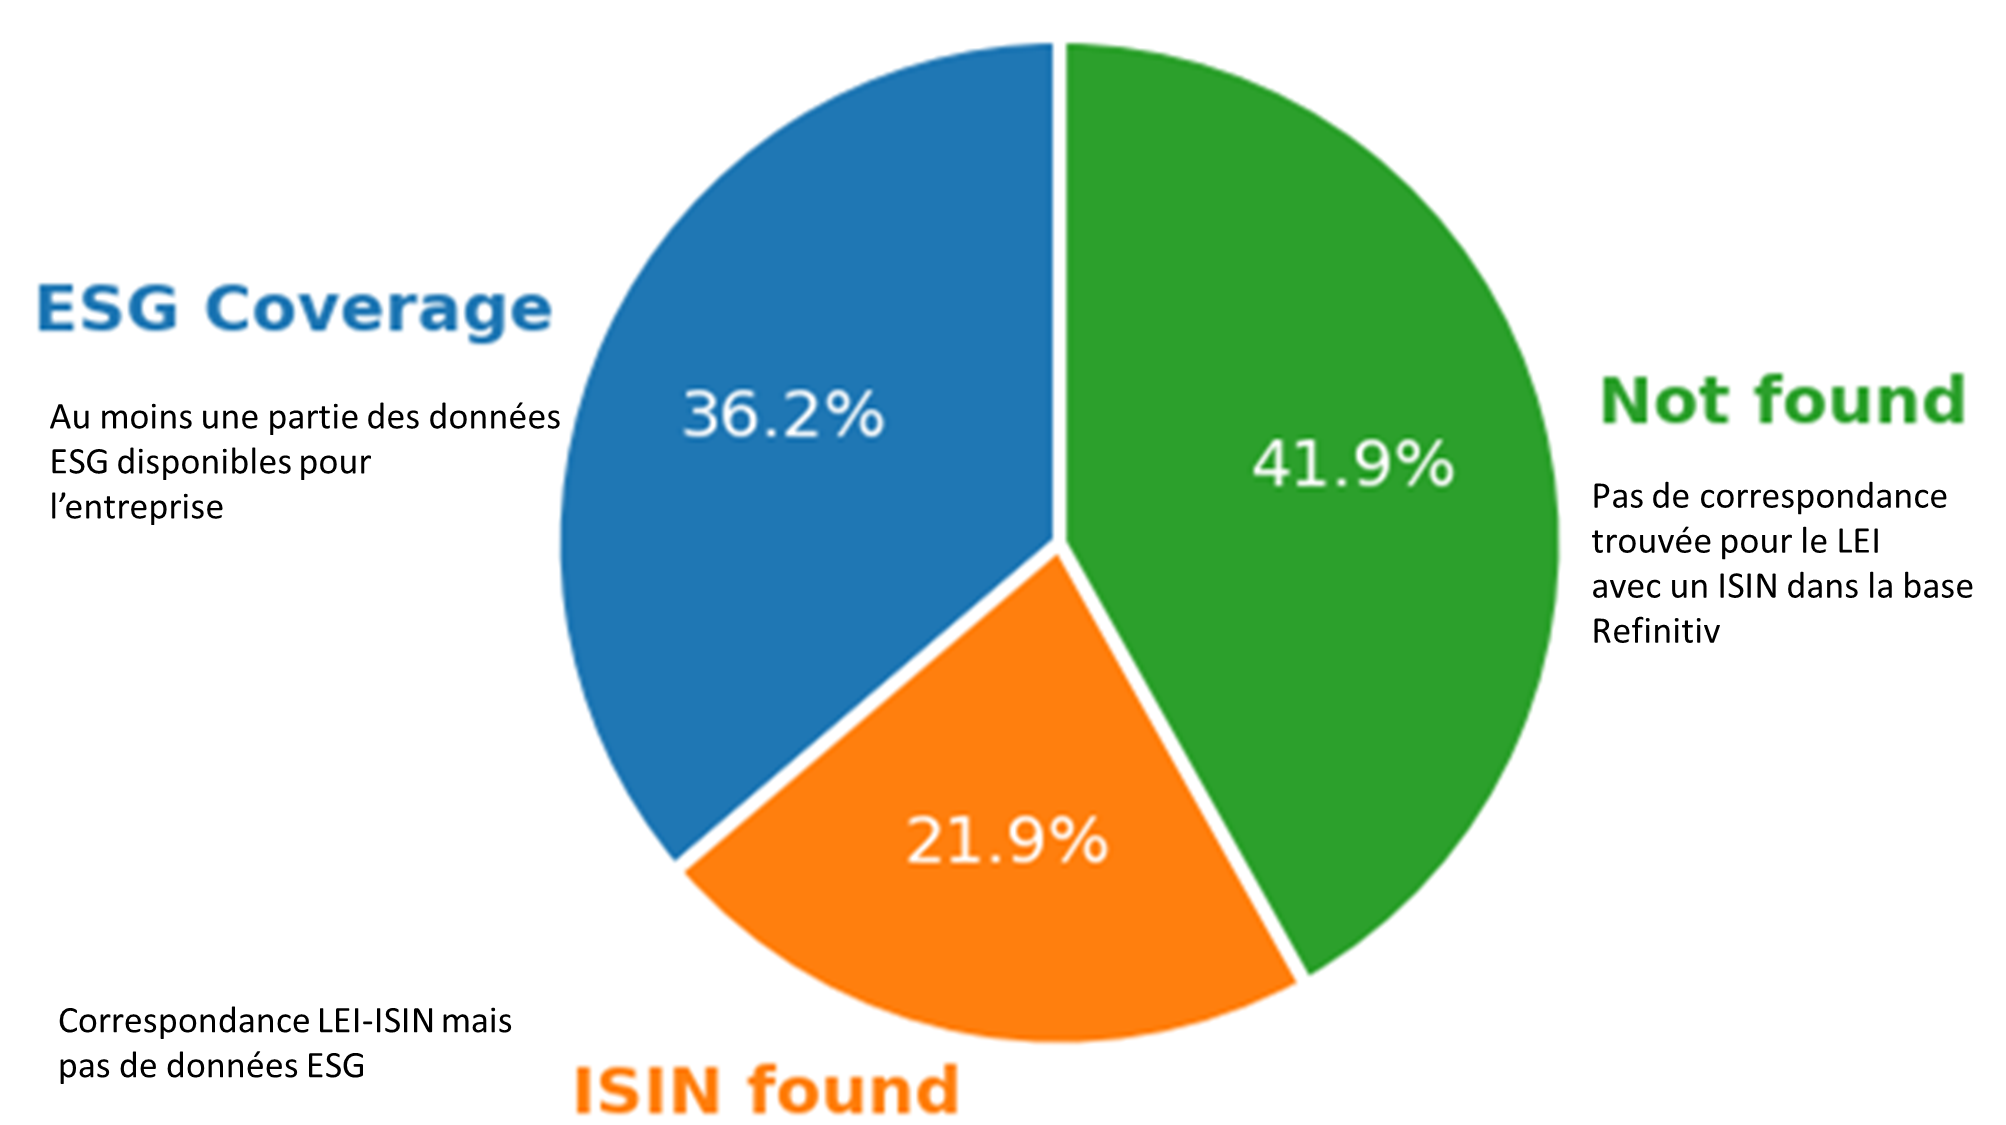 ESG Coverage
Au moins une partie des données
ESG disponibles pour
l’entreprise
36.2%
41.9%
Not found
Pas de correspondance
trouvée pour le LEI
avec un ISIN dans la base
Refinitiv
21.9%
Correspondance LEI-ISIN mais
pas de données ESG
ISIN found